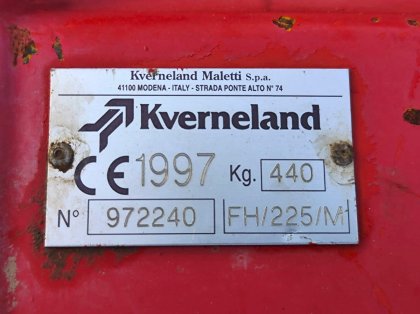 Kverneland Maletti S.p.a.
41100 MODENA - ITALY - STRADA PONTE ALTO N° 74
Kverneland
CE 1997 Kg. 440
N° 972240 FH/225/M